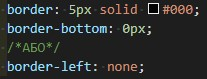 border: 5px solid #000;
border-bottom: 0px;
/*АБО*/
border-left: none;